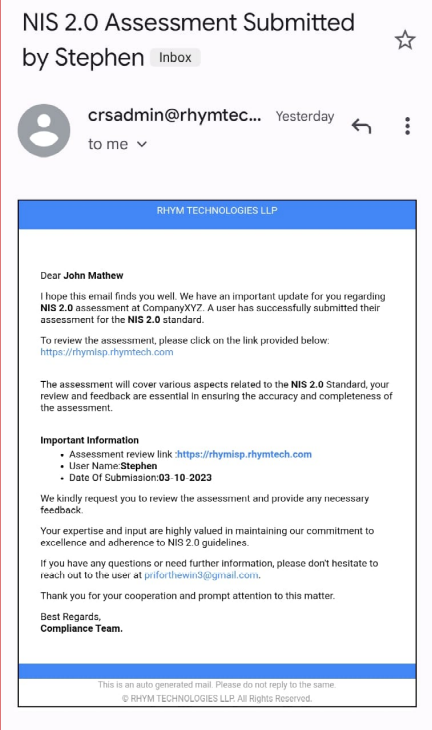 NIS 2.0 Assessment Submitted
by Stephen Inbox
crsadmin@rhymtec... Yesterday
to me
RHYM TECHNOLOGIES LLP
Dear John Mathew
I hope this email finds you well. We have an important update for you regarding
NIS 2.0 assessment at CompanyXYZ. A user has successfully submitted their
assessment for the NIS 2.0 standard.
To review the assessment, please click on the link provided below:
https://rhymisp.rhymtech.com
The assessment will cover various aspects related to the NIS 2.0 Standard, your
review and feedback are essential in ensuring the accuracy and completeness of
the assessment.
Important Information
• Assessment review link :https://rhymisp.rhymtech.com
• User Name:Stephen
• Date Of Submission:03-10-2023
We kindly request you to review the assessment and provide any necessary
feedback.
Your expertise and input are highly valued in maintaining our commitment to
excellence and adherence to NIS 2.0 guidelines.
If you have any questions or need further information, please don't hesitate to
reach out to the user at priforthewin3@gmail.com.
Thank you for your cooperation and prompt attention to this matter.
Best Regards,
Compliance Team.
This is an auto generated mail. Please do not reply to the same.
© RHYM TECHNOLOGIES LLP. All Rights Reserved.